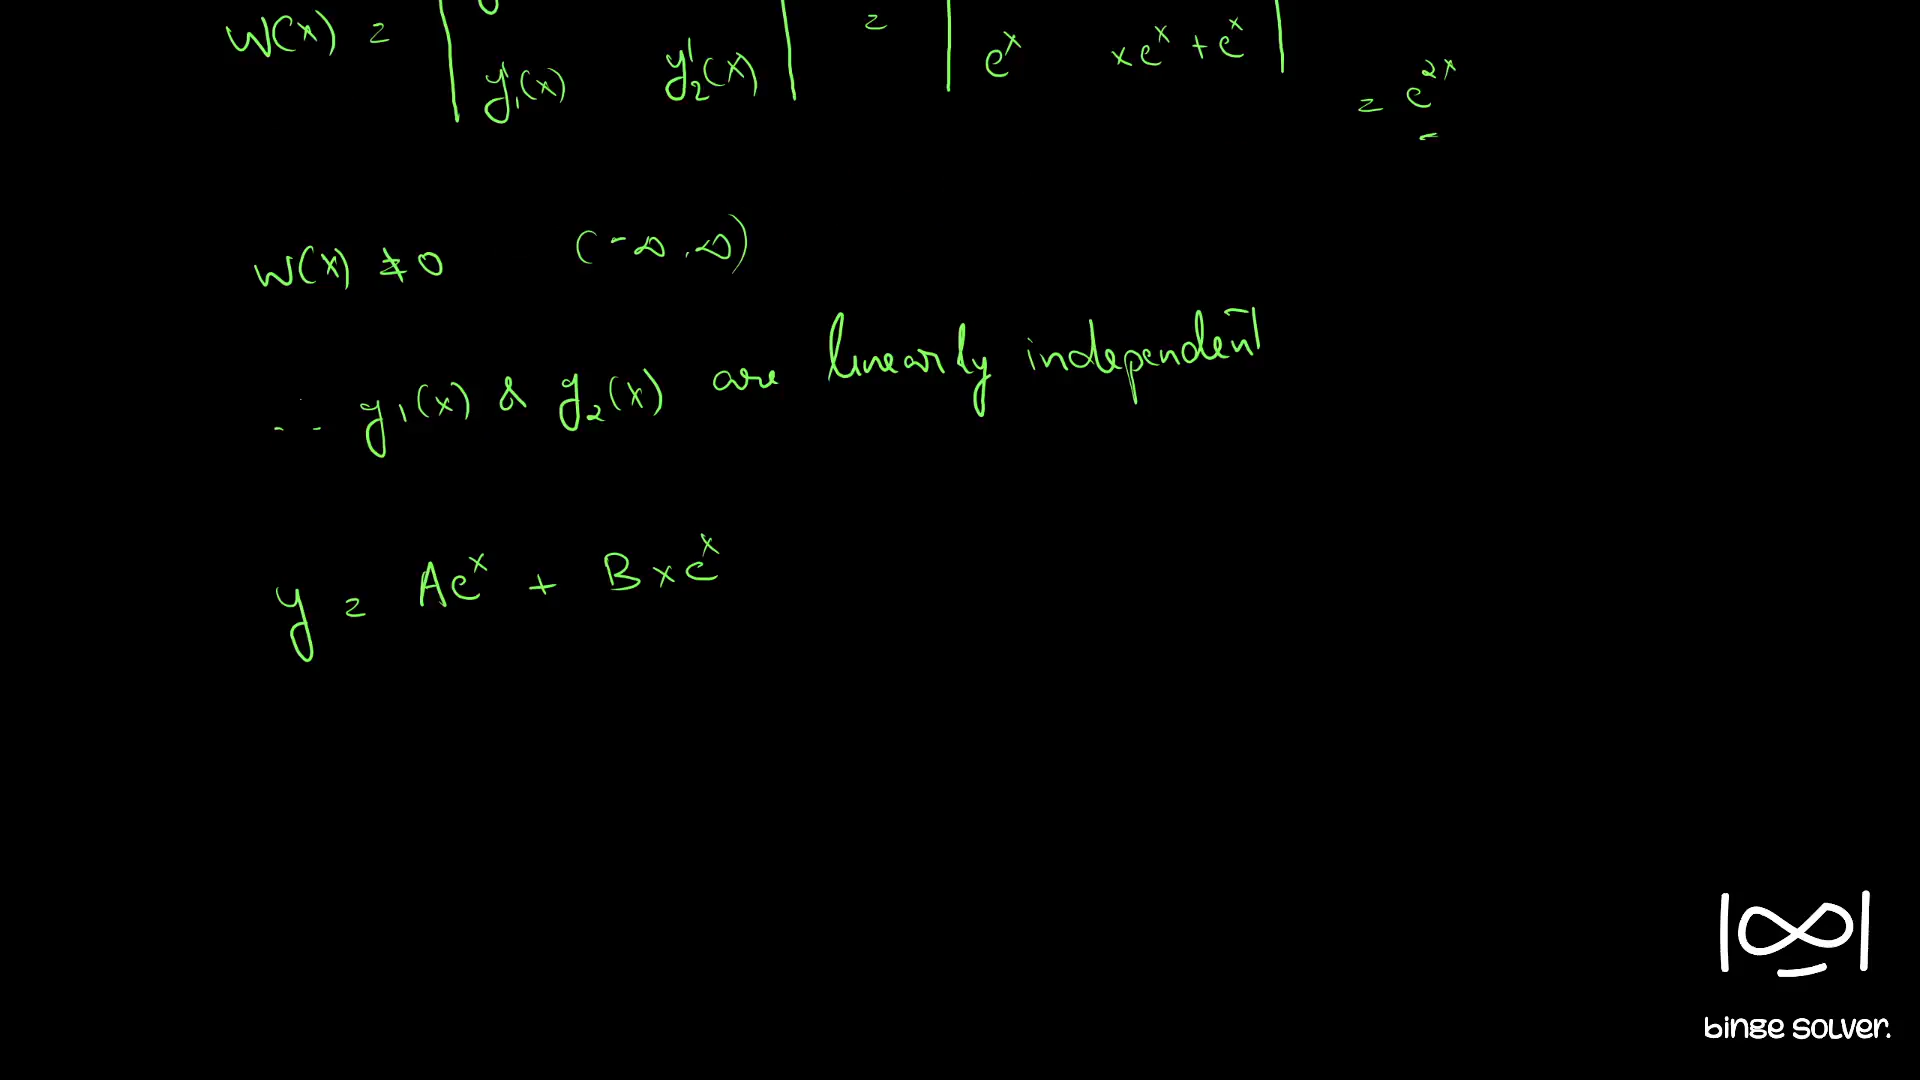 W(x) = | y₁'(x) y₂'(x) | = | eˣ xeˣ + eˣ | = e²ˣ
W(x) ≠ 0 (-∞, ∞)
∴ y₁(x) & y₂(x) are linearly independent
y = Aeˣ + Bxeˣ
binge solver.